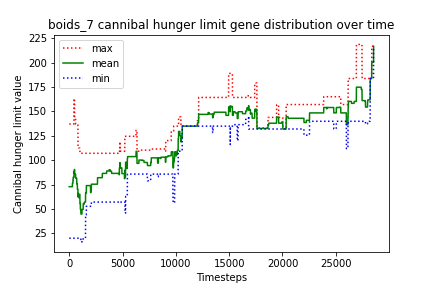 boids_7 cannibal hunger limit gene distribution over time
max
mean
min
225
200
175
150
125
100
75
50
25
Cannibal hunger limit value
0
5000
10000
15000
20000
25000
Timesteps